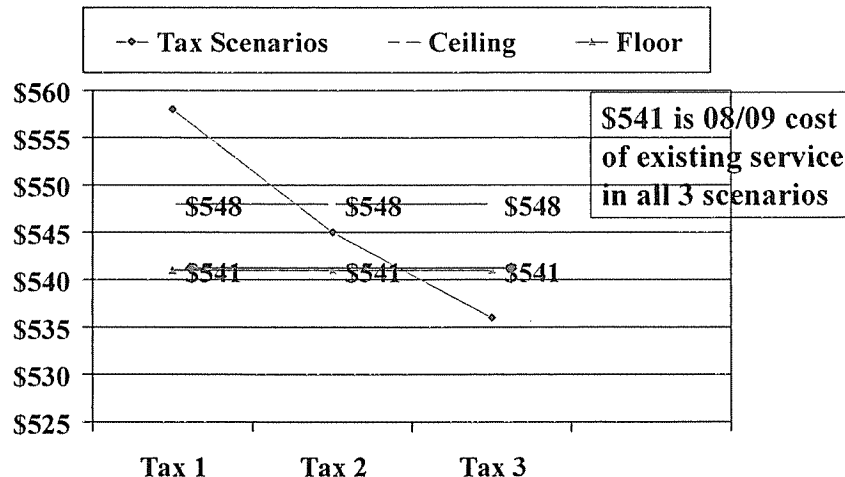 Tax Scenarios Ceiling Floor
$560
$555
$550
$545
$540
$535
$530
$525
$548 $548 $548
$541 $541 $541
$541 is 08/09 cost
of existing service
in all 3 scenarios
Tax 1 Tax 2 Tax 3